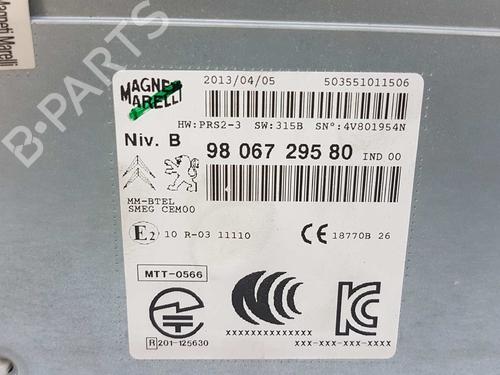 Magneti Marelli
B-PARTS
MAGNETI MARELLI
2013/04/05 503551011506
HW:PRS2-3 SW:315B SN°:4V801954N
Niv. B 98 067 295 80 IND 00
MM-BTEL
SMEG CEM00
E2 10 R-03 11110 CE 18770B 26
MTT-0566
R 201-125630
xxxxxxxxxxxxxx
KC
xxx-xxx-xxx-xxxx